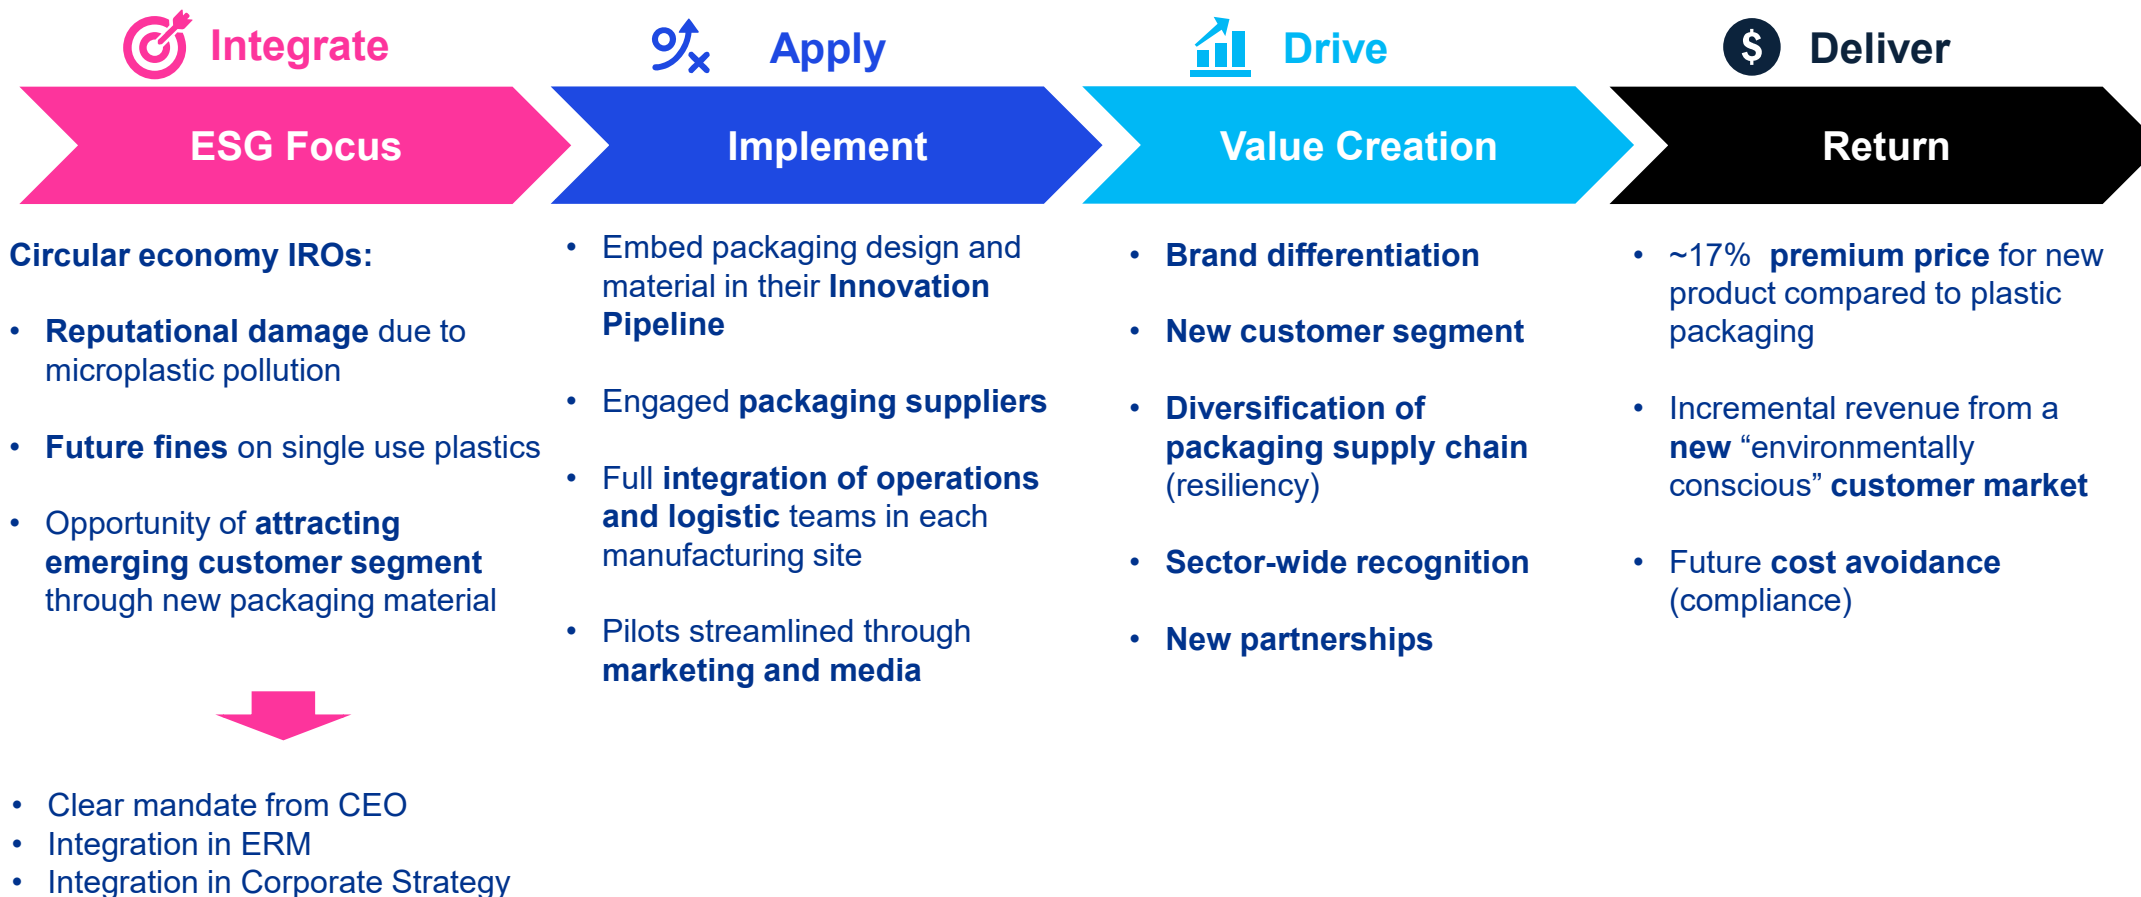 Integrate
Apply
Drive
$ Deliver
ESG Focus
Implement
Value Creation
Return
Circular economy IROs:
• Reputational damage due to
microplastic pollution
• Future fines on single use plastics
• Opportunity of attracting
emerging customer segment
through new packaging material
• Clear mandate from CEO
• Integration in ERM
• Integration in Corporate Strategy
• Embed packaging design and
material in their Innovation
Pipeline
• Engaged packaging suppliers
• Full integration of operations
and logistic teams in each
manufacturing site
• Pilots streamlined through
marketing and media
• Brand differentiation
• New customer segment
• Diversification of
packaging supply chain
(resiliency)
• Sector-wide recognition
• New partnerships
• ~17% premium price for new
product compared to plastic
packaging
• Incremental revenue from a
new “environmentally
conscious” customer market
• Future cost avoidance
(compliance)